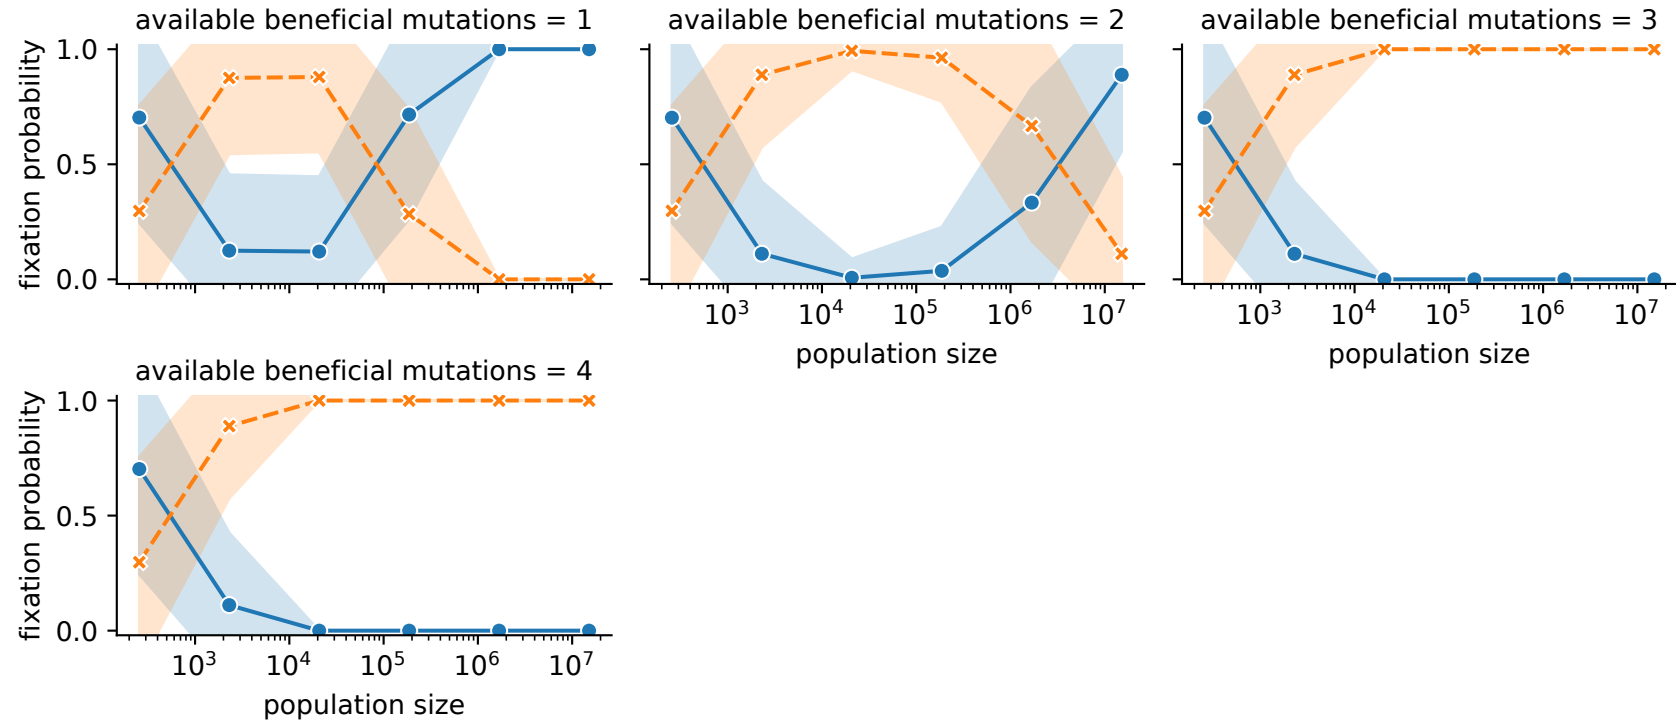 available beneficial mutations = 1
available beneficial mutations = 2
available beneficial mutations = 3
fixation probability
1.0
0.5
0.0
10³ 10⁴ 10⁵ 10⁶ 10⁷
population size
10³ 10⁴ 10⁵ 10⁶ 10⁷
population size
available beneficial mutations = 4
fixation probability
1.0
0.5
0.0
10³ 10⁴ 10⁵ 10⁶ 10⁷
population size